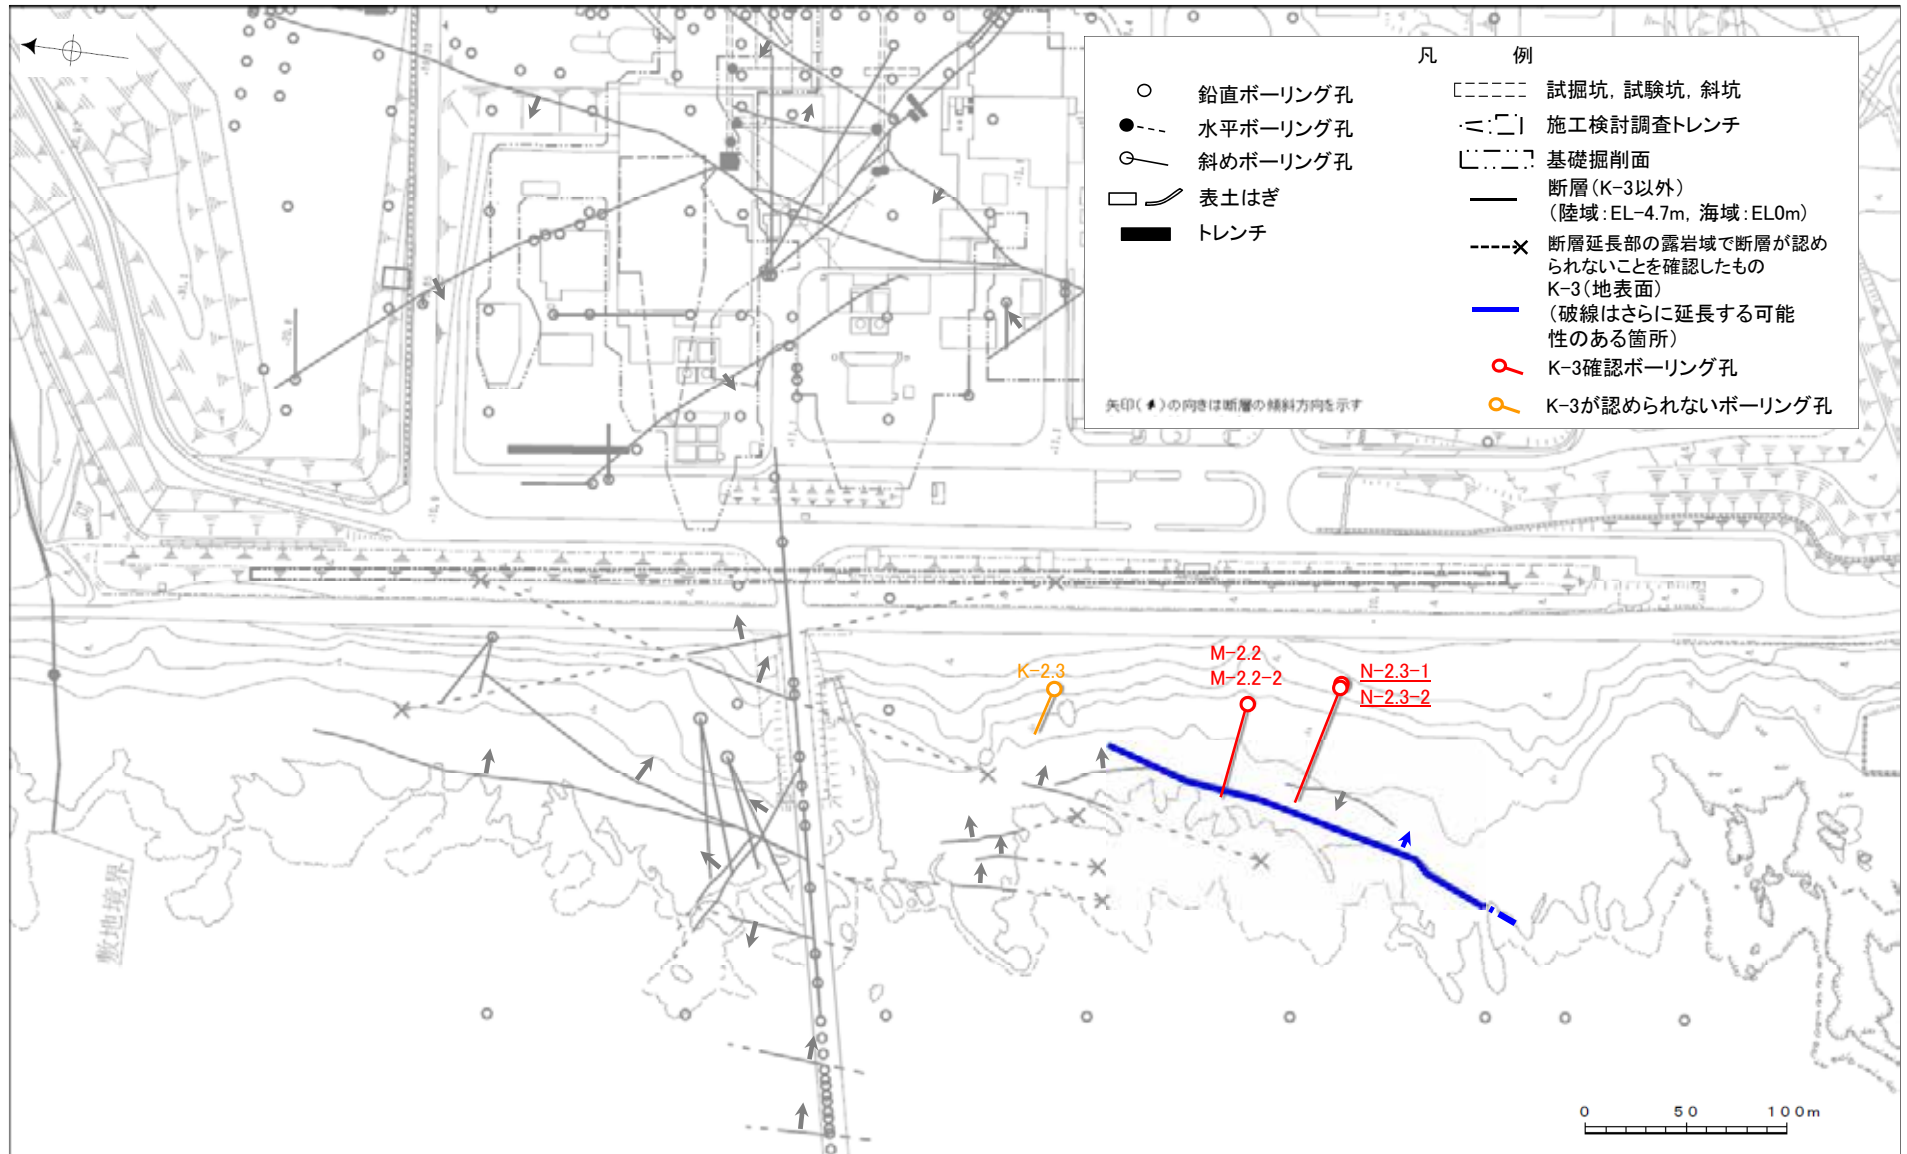 凡 例
鉛直ボーリング孔
水平ボーリング孔
斜めボーリング孔
表土はぎ
トレンチ
試掘坑, 試験坑, 斜坑
施工検討調査トレンチ
基礎掘削面
断層(K-3以外)
(陸域:EL-4.7m, 海域:EL0m)
断層延長部の露岩域で断層が認め
られないことを確認したもの
K-3(地表面)
(破線はさらに延長する可能
性のある箇所)
K-3確認ボーリング孔
K-3が認められないボーリング孔
矢印( )の向きは断層の傾斜方向を示す
K-2.3
M-2.2
M-2.2-2
N-2.3-1
N-2.3-2
敷地境界
0 50 100m